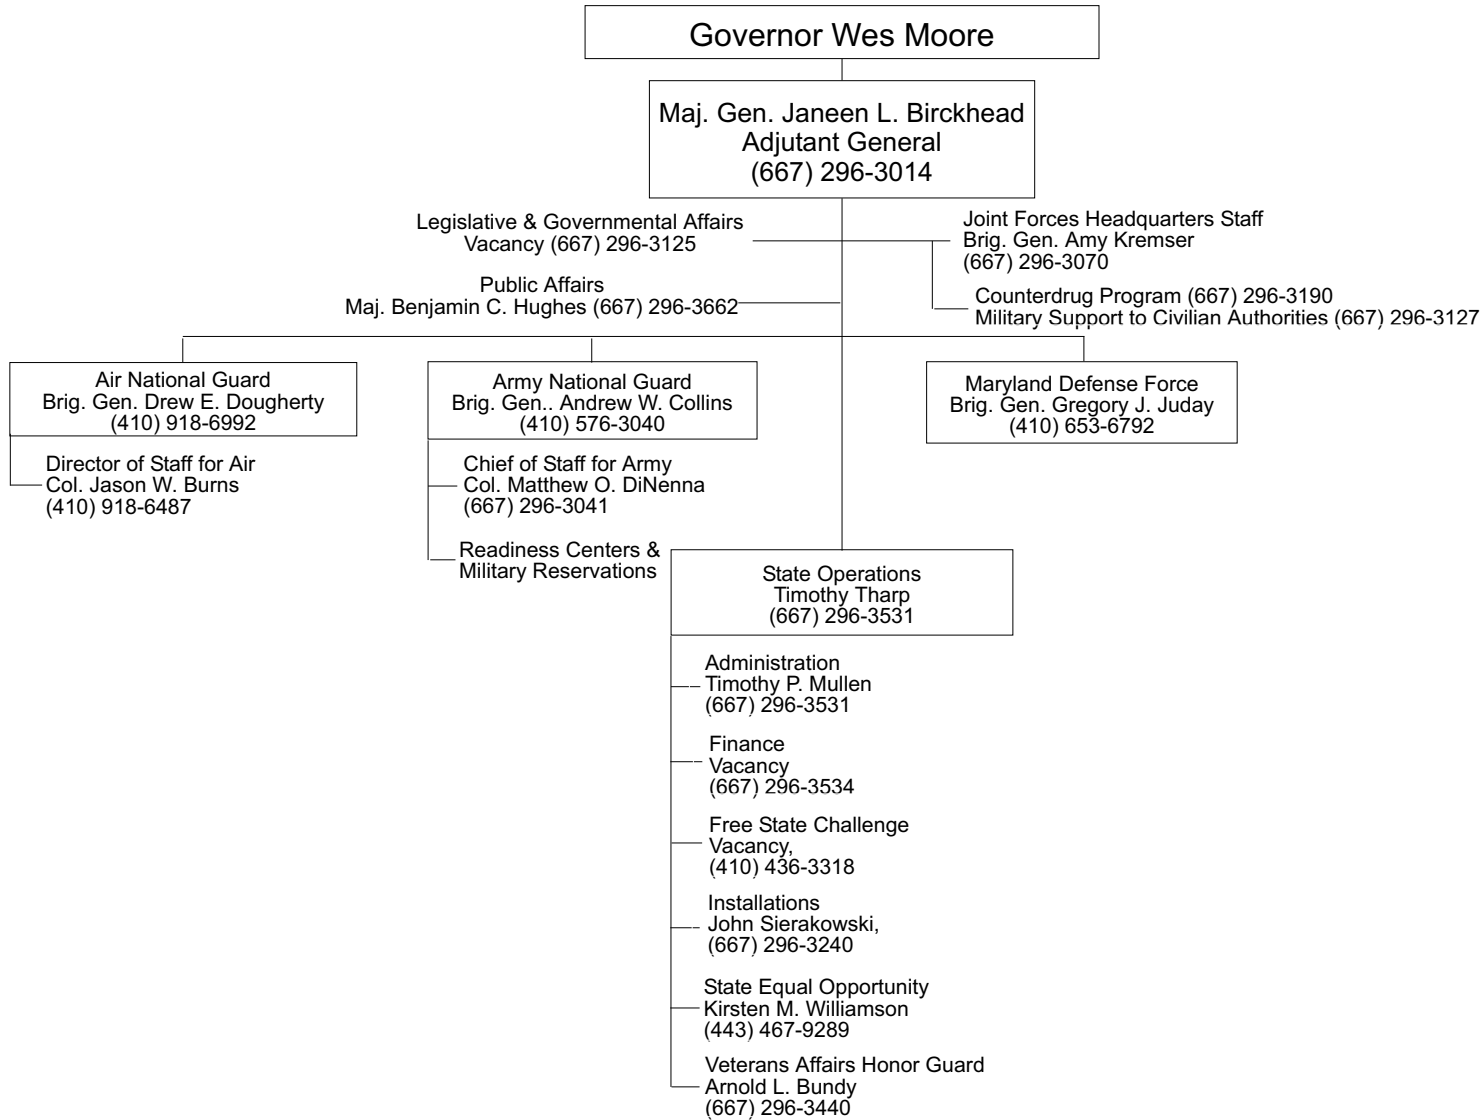 Governor Wes Moore
Maj. Gen. Janeen L. Birckhead
Adjutant General
(667) 296-3014
Legislative & Governmental Affairs
Vacancy (667) 296-3125
Joint Forces Headquarters Staff
Brig. Gen. Amy Kremser
(667) 296-3070
Public Affairs
Maj. Benjamin C. Hughes (667) 296-3662
Counterdrug Program (667) 296-3190
Military Support to Civilian Authorities (667) 296-3127
Air National Guard
Brig. Gen. Drew E. Dougherty
(410) 918-6992
Director of Staff for Air
Col. Jason W. Burns
(410) 918-6487
Army National Guard
Brig. Gen.. Andrew W. Collins
(410) 576-3040
Chief of Staff for Army
Col. Matthew O. DiNenna
(667) 296-3041
Readiness Centers &
Military Reservations
Maryland Defense Force
Brig. Gen. Gregory J. Juday
(410) 653-6792
State Operations
Timothy Tharp
(667) 296-3531
Administration
Timothy P. Mullen
(667) 296-3531
Finance
Vacancy
(667) 296-3534
Free State Challenge
Vacancy,
(410) 436-3318
Installations
John Sierakowski,
(667) 296-3240
State Equal Opportunity
Kirsten M. Williamson
(443) 467-9289
Veterans Affairs Honor Guard
Arnold L. Bundy
(667) 296-3440